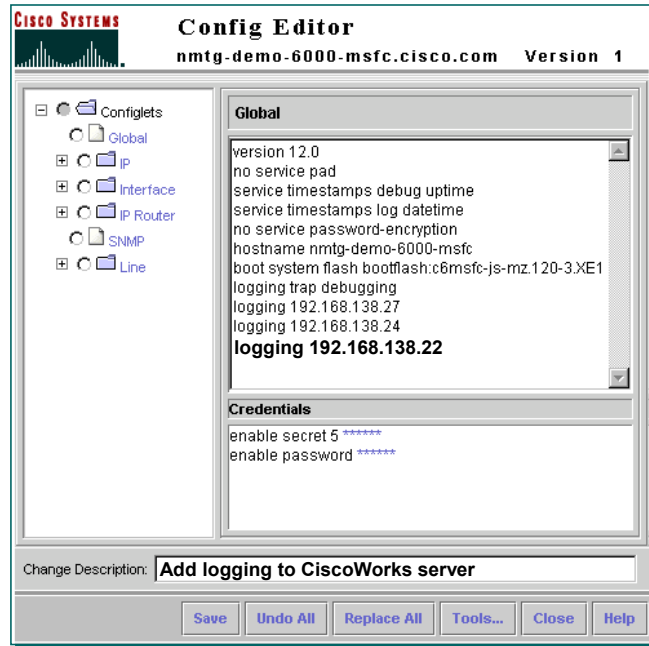 CISCO SYSTEMS
Config Editor
nmtg-demo-6000-msfc.cisco.com Version 1
Configlets
Global
IP
Interface
IP Router
SNMP
Line
Global
version 12.0
no service pad
service timestamps debug uptime
service timestamps log datetime
no service password-encryption
hostname nmtg-demo-6000-msfc
boot system flash bootflash:c6msfc-js-mz.120-3.XE1
logging trap debugging
logging 192.168.138.27
logging 192.168.138.24
logging 192.168.138.22
Credentials
enable secret 5 ******
enable password ******
Change Description: Add logging to CiscoWorks server
Save Undo All Replace All Tools... Close Help